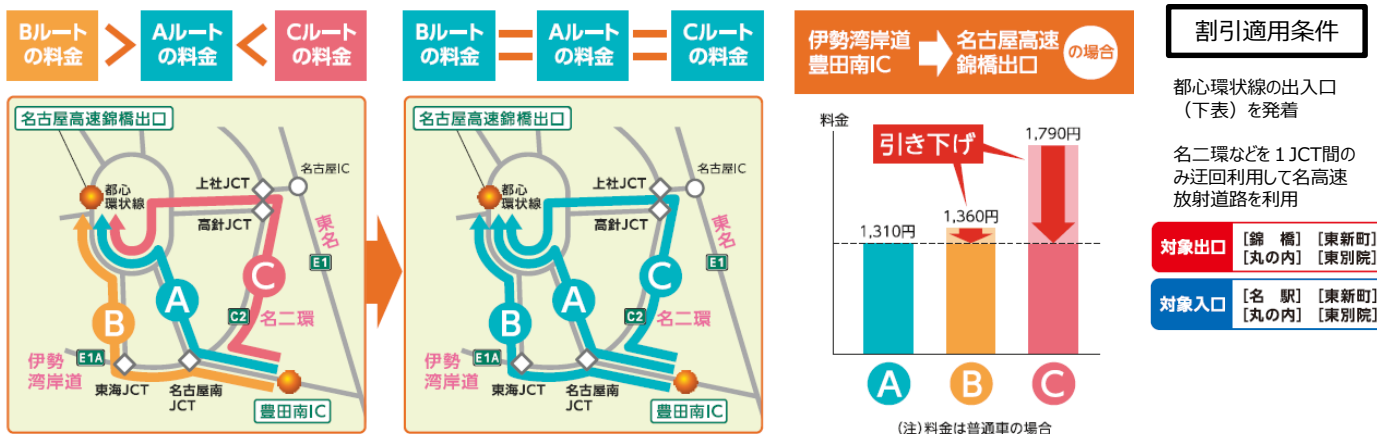 Bルート
の料金
>
Aルート
の料金
<
Cルート
の料金
名古屋高速錦橋出口
都心
環状線
上社JCT
名古屋IC
高針JCT
東名
E1
C
A
B
C2 名二環
伊勢
湾岸道
E1A
東海JCT
名古屋南
JCT
豊田南IC
Bルート
の料金
=
Aルート
の料金
=
Cルート
の料金
名古屋高速錦橋出口
都心
環状線
上社JCT
名古屋IC
高針JCT
東名
E1
C
A
B
C2 名二環
伊勢
湾岸道
E1A
東海JCT
名古屋南
JCT
豊田南IC
伊勢湾岸道
豊田南IC
名古屋高速
錦橋出口
の場合
料金
引き下げ
1,790円
1,360円
1,310円
A
B
C
(注)料金は普通車の場合
割引適用条件
都心環状線の出入口
(下表)を発着
名二環などを1JCT間の
み迂回利用して名高速
放射道路を利用
対象出口
[錦 橋] [東新町]
[丸の内] [東別院]
対象入口
[名 駅] [東新町]
[丸の内] [東別院]